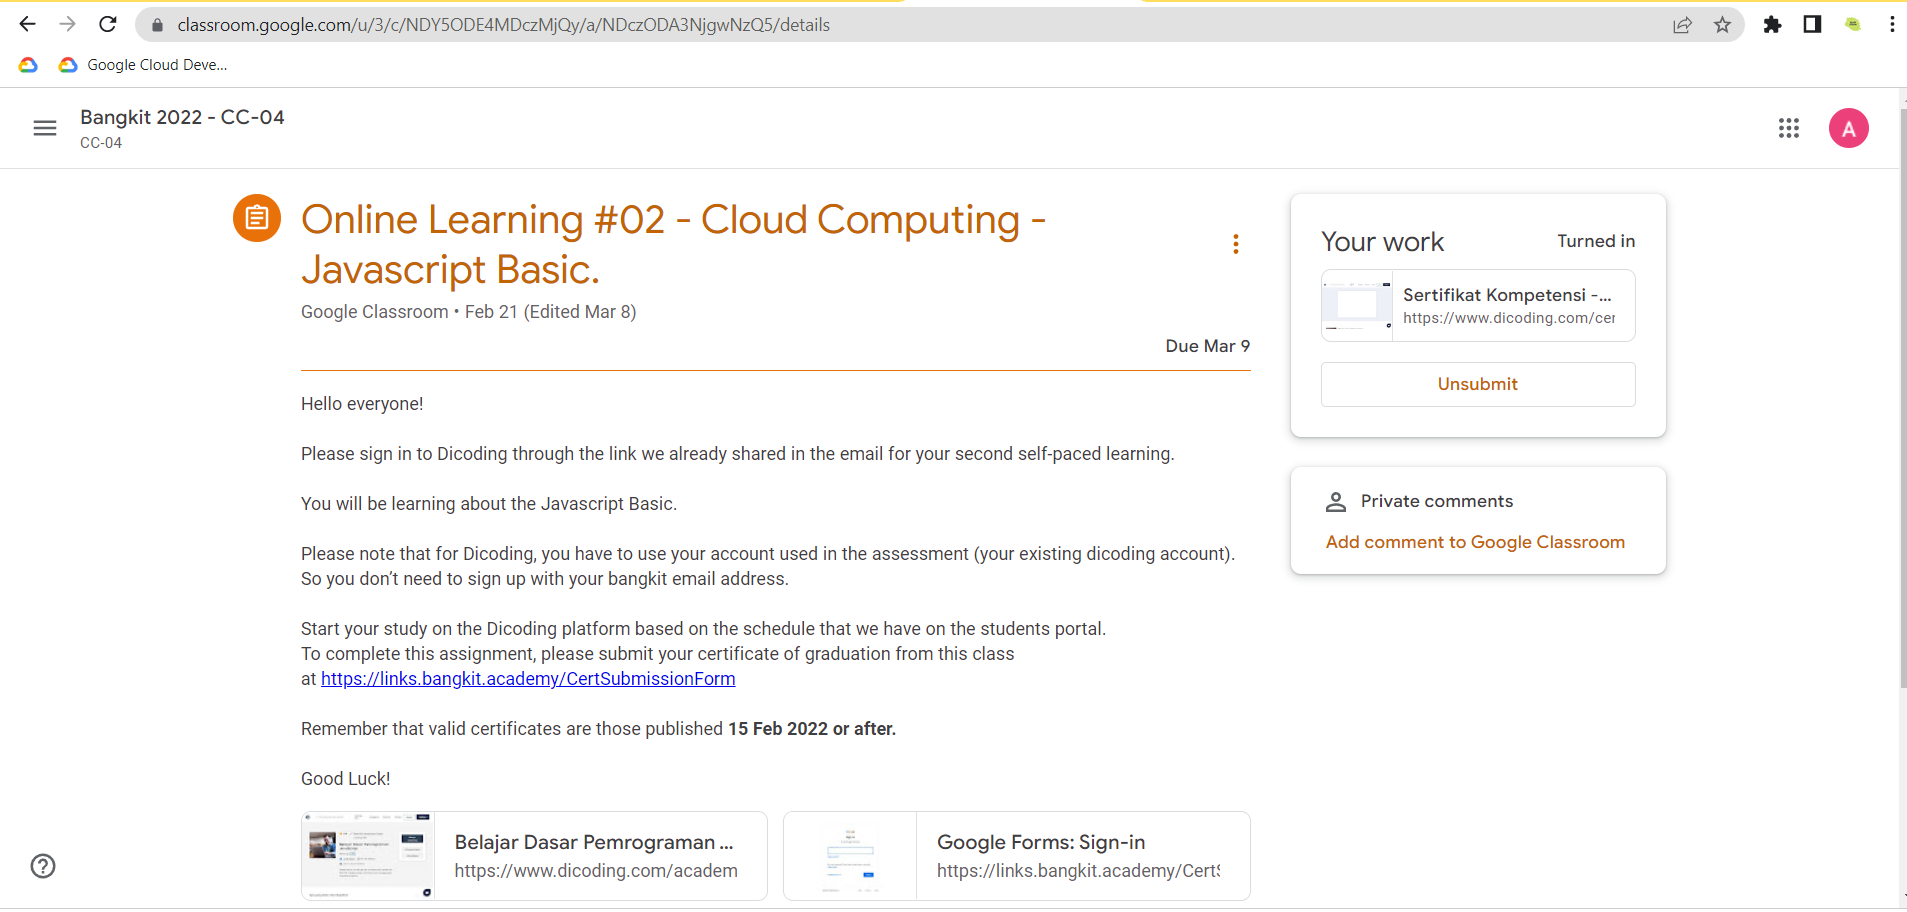 classroom.google.com/u/3/c/NDY5ODE4MDczMjQy/a/NDczODA3NjgwNzQ5/details
Google Cloud Deve...
Bangkit 2022 - CC-04
CC-04
A
Online Learning #02 - Cloud Computing -
Javascript Basic.
Google Classroom • Feb 21 (Edited Mar 8)
Due Mar 9
Hello everyone!
Please sign in to Dicoding through the link we already shared in the email for your second self-paced learning.
You will be learning about the Javascript Basic.
Please note that for Dicoding, you have to use your account used in the assessment (your existing dicoding account).
So you don’t need to sign up with your bangkit email address.
Start your study on the Dicoding platform based on the schedule that we have on the students portal.
To complete this assignment, please submit your certificate of graduation from this class
at https://links.bangkit.academy/CertSubmissionForm
Remember that valid certificates are those published 15 Feb 2022 or after.
Good Luck!
Belajar Dasar Pemrograman ...
https://www.dicoding.com/academ
Google Forms: Sign-in
https://links.bangkit.academy/CertS
Your work
Turned in
Sertifikat Kompetensi -...
https://www.dicoding.com/cer
Unsubmit
Private comments
Add comment to Google Classroom